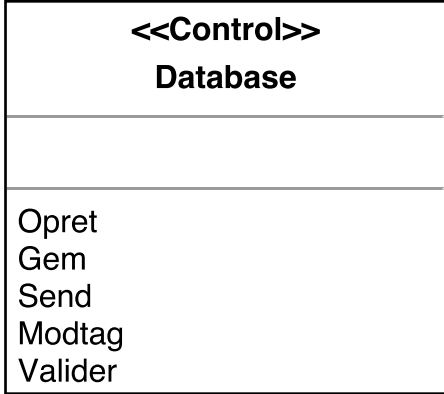 <<Control>>
Database
Opret
Gem
Send
Modtag
Valider